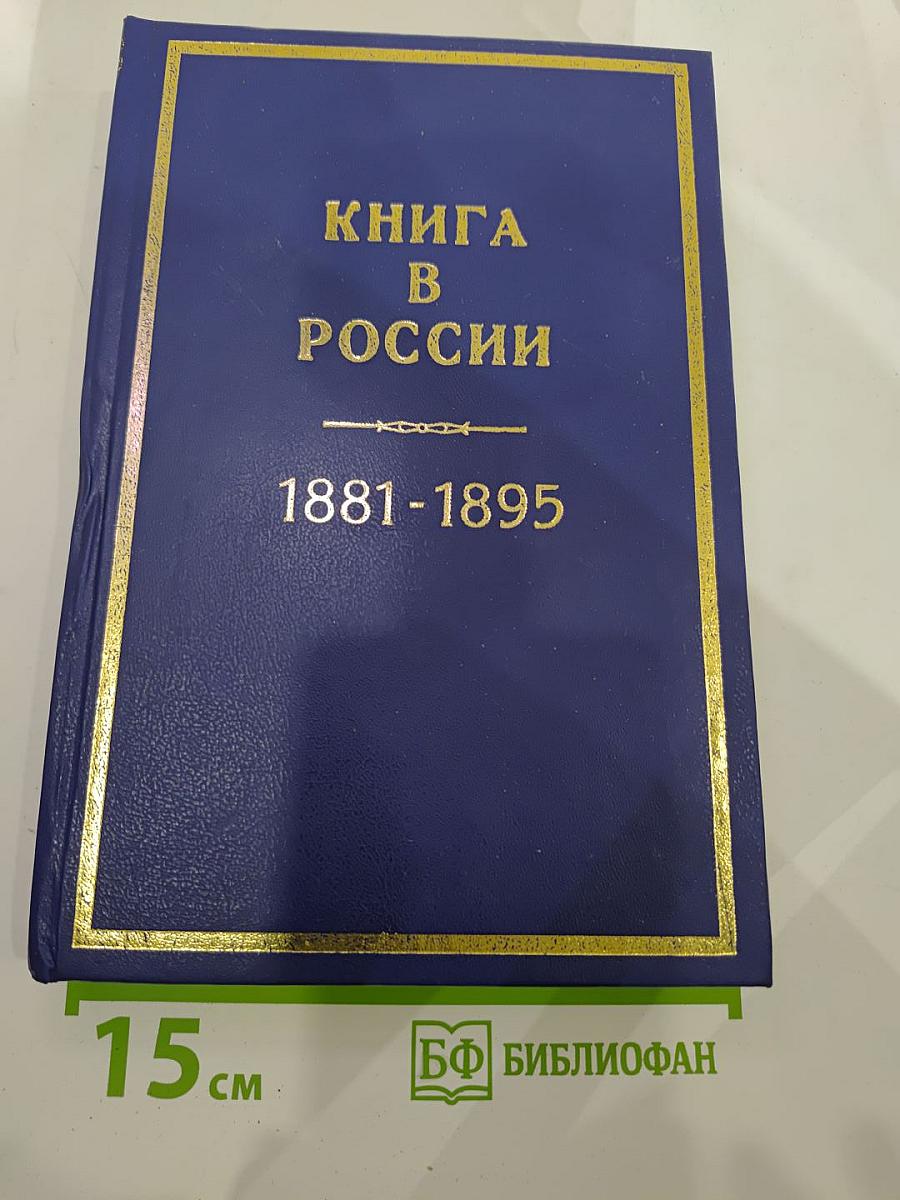 КНИГА
В
РОССИИ
1881-1895
15 см
БФ БИБЛИОФАН